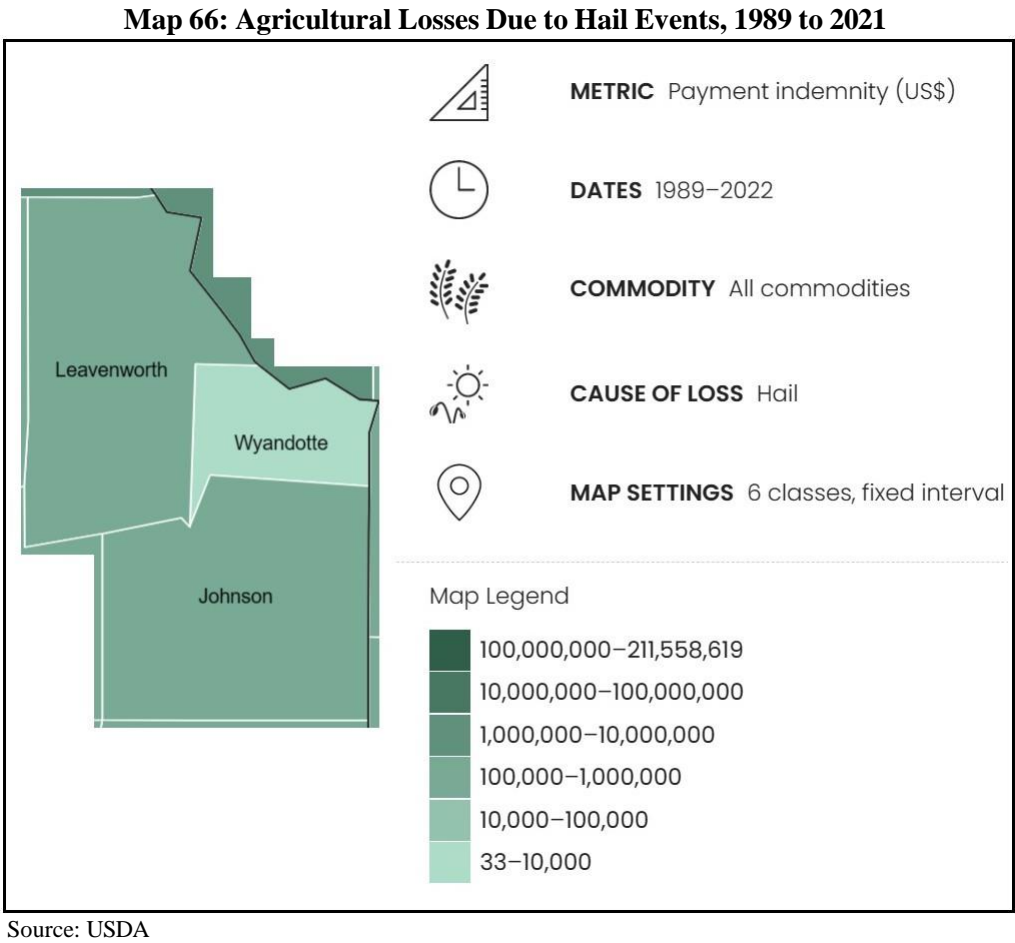 Map 66: Agricultural Losses Due to Hail Events, 1989 to 2021
METRIC Payment indemnity (US$)
DATES 1989–2022
COMMODITY All commodities
CAUSE OF LOSS Hail
MAP SETTINGS 6 classes, fixed interval
Leavenworth
Wyandotte
Johnson
Map Legend
100,000,000–211,558,619
10,000,000–100,000,000
1,000,000–10,000,000
100,000–1,000,000
10,000–100,000
33–10,000
Source: USDA